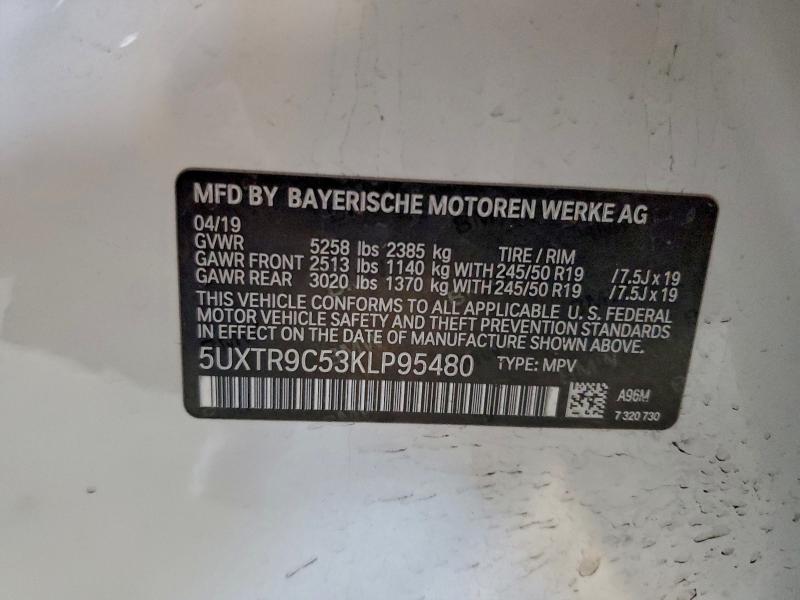 MFD BY BAYERISCHE MOTOREN WERKE AG
04/19
GVWR 5258 lbs 2385 kg TIRE / RIM
GAWR FRONT 2513 lbs 1140 kg WITH 245/50 R19 /7.5J x 19
GAWR REAR 3020 lbs 1370 kg WITH 245/50 R19 /7.5J x 19
THIS VEHICLE CONFORMS TO ALL APPLICABLE U. S. FEDERAL
MOTOR VEHICLE SAFETY AND THEFT PREVENTION STANDARDS
IN EFFECT ON THE DATE OF MANUFACTURE SHOWN ABOVE.
5UXTR9C53KLP95480 TYPE: MPV
A96M
7 320 730